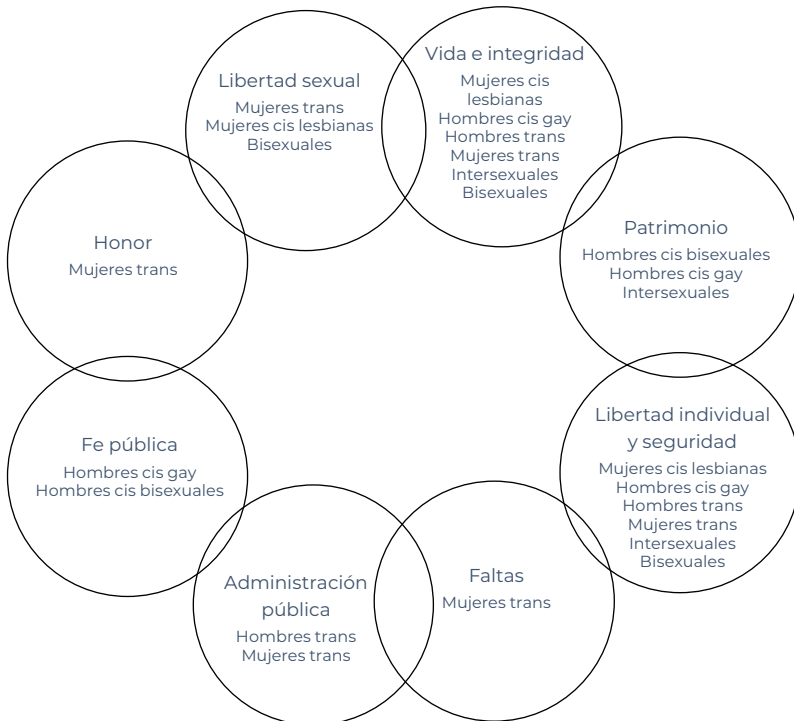 Vida e integridad
Mujeres cis
lesbianas
Hombres cis gay
Hombres trans
Mujeres trans
Intersexuales
Bisexuales
Libertad sexual
Mujeres trans
Mujeres cis lesbianas
Bisexuales
Patrimonio
Hombres cis bisexuales
Hombres cis gay
Intersexuales
Honor
Mujeres trans
Libertad individual
y seguridad
Mujeres cis lesbianas
Hombres cis gay
Hombres trans
Mujeres trans
Intersexuales
Bisexuales
Fe pública
Hombres cis gay
Hombres cis bisexuales
Faltas
Mujeres trans
Administración
pública
Hombres trans
Mujeres trans